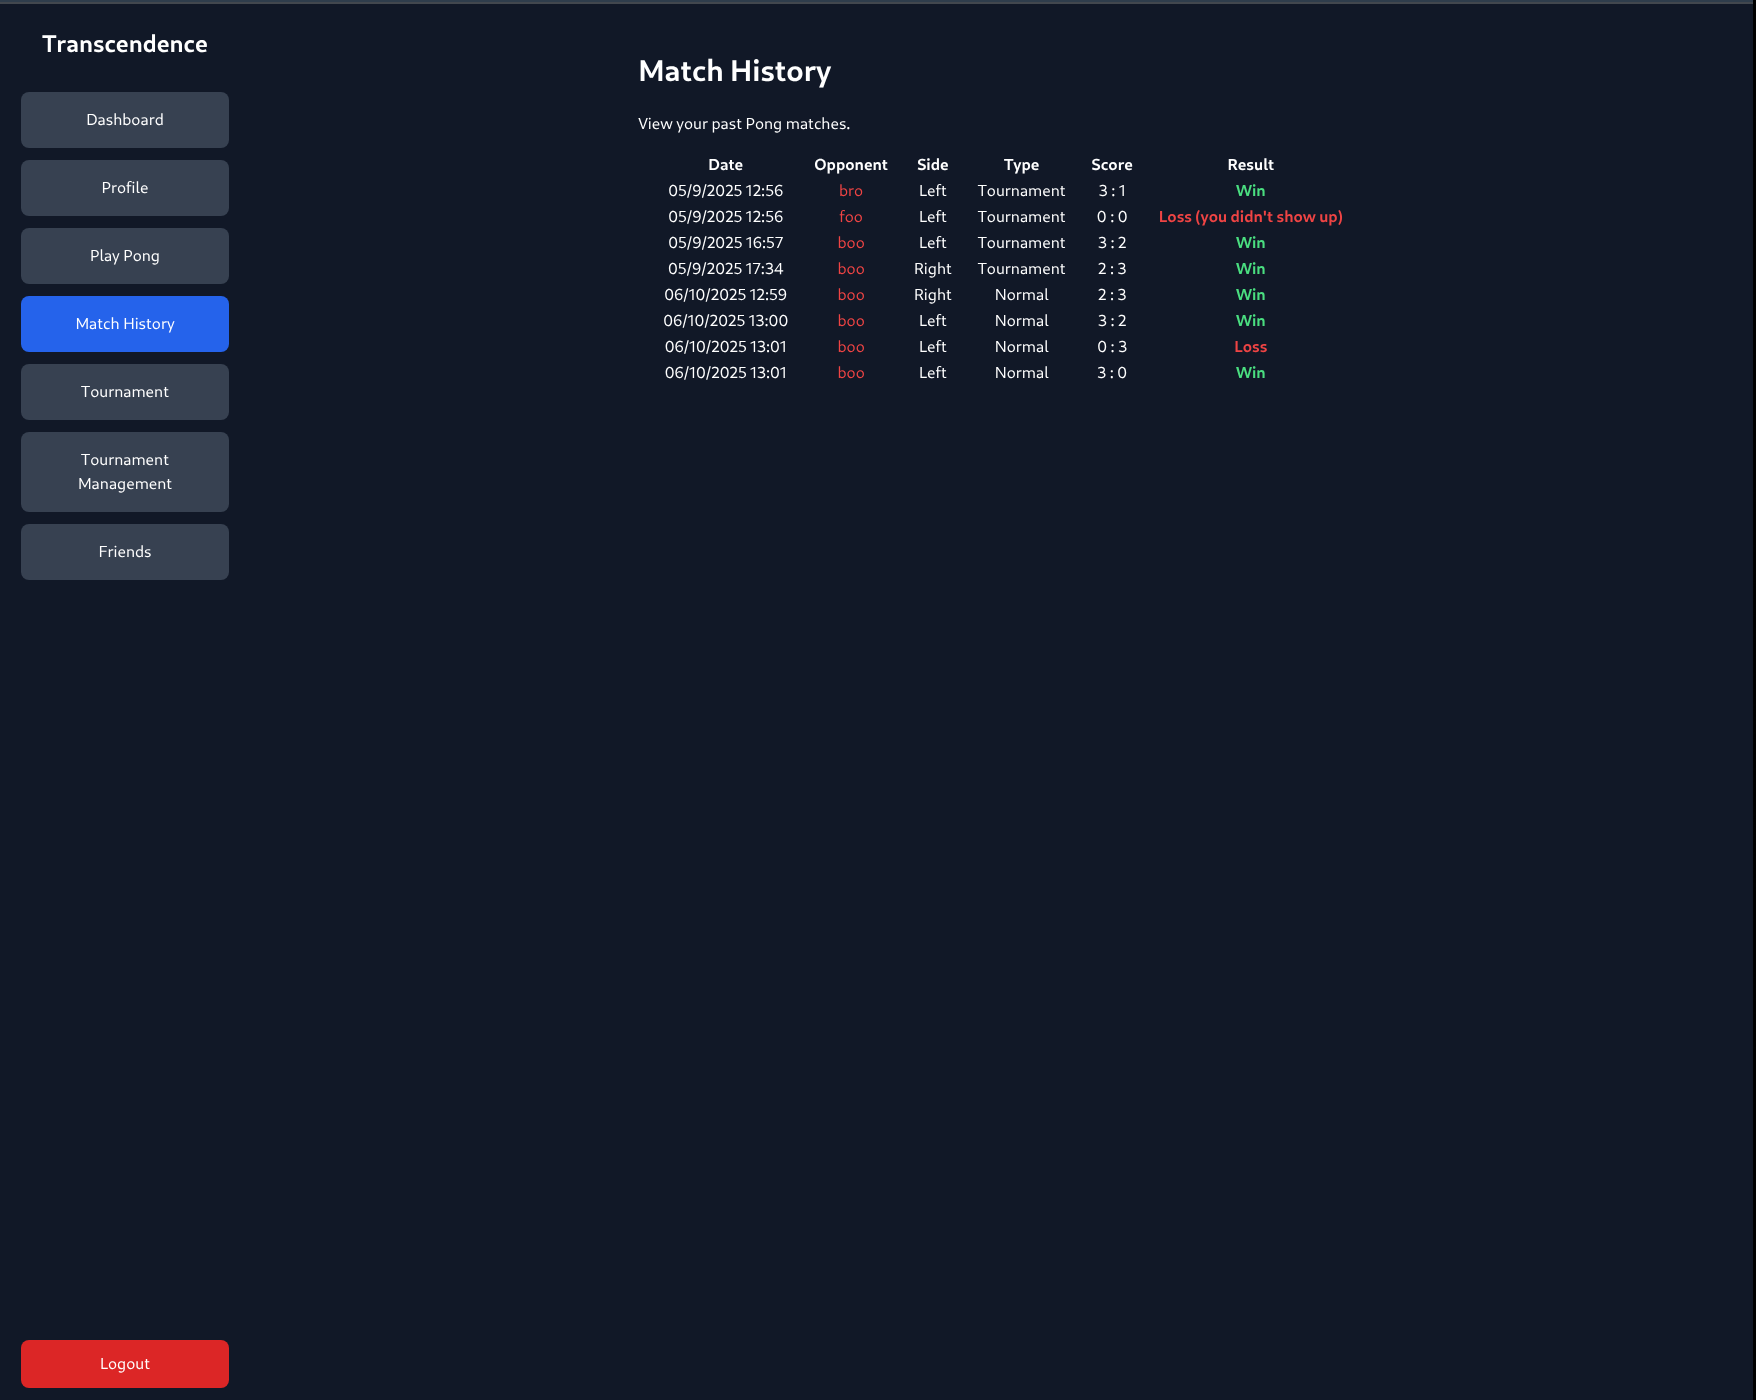 Transcendence
Dashboard
Profile
Play Pong
Match History
Tournament
Tournament
Management
Friends
Logout
Match History
View your past Pong matches.
Date Opponent Side Type Score Result
05/9/2025 12:56 bro Left Tournament 3 : 1 Win
05/9/2025 12:56 foo Left Tournament 0 : 0 Loss (you didn't show up)
05/9/2025 16:57 boo Left Tournament 3 : 2 Win
05/9/2025 17:34 boo Right Tournament 2 : 3 Win
06/10/2025 12:59 boo Right Normal 2 : 3 Win
06/10/2025 13:00 boo Left Normal 3 : 2 Win
06/10/2025 13:01 boo Left Normal 0 : 3 Loss
06/10/2025 13:01 boo Left Normal 3 : 0 Win